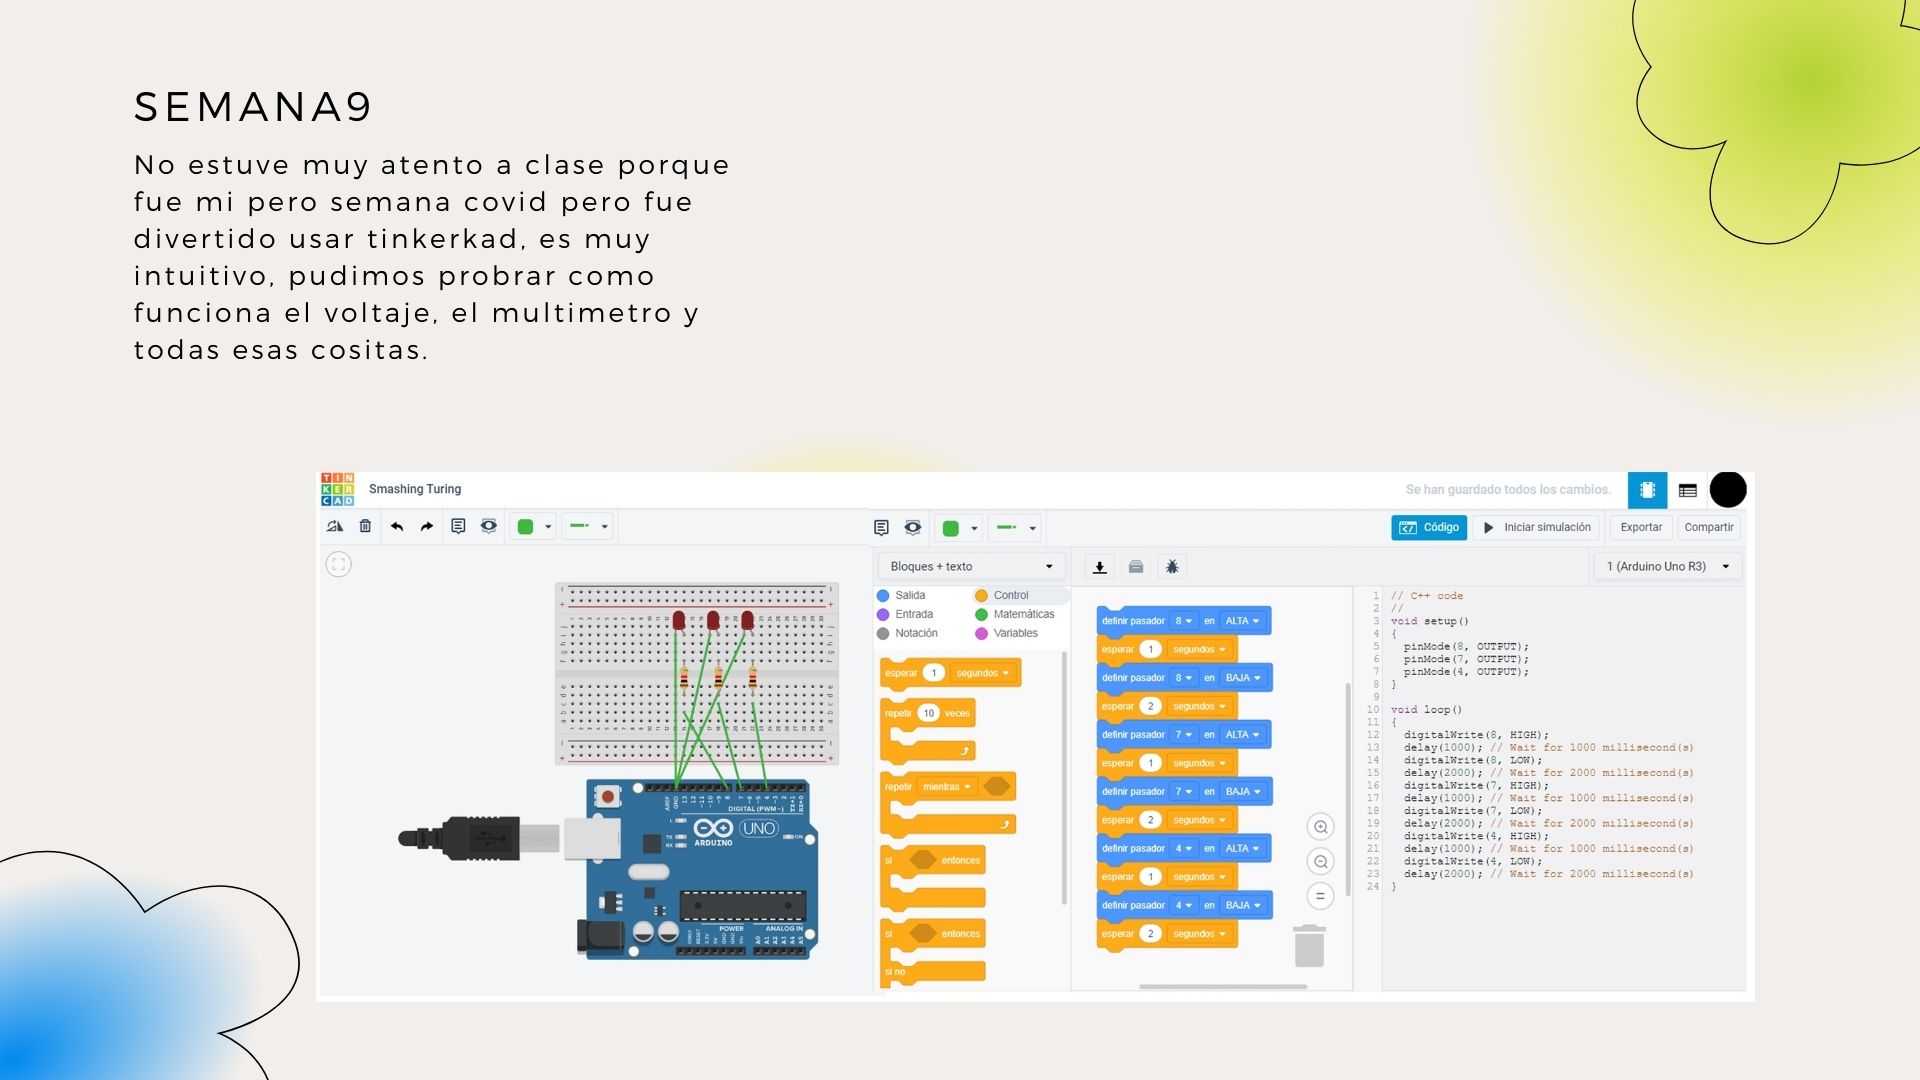 SEMANA9
No estuve muy atento a clase porque
fue mi pero semana covid pero fue
divertido usar tinkerkad, es muy
intuitivo, pudimos probrar como
funciona el voltaje, el multimetro y
todas esas cositas.
TIN
KER
CAD
Smashing Turing
Se han guardado todos los cambios.
Código
Iniciar simulación
Exportar
Compartir
Bloques + texto
1 (Arduino Uno R3)
Salida
Control
Entrada
Matemáticas
Notación
Variables
esperar 1 segundos
repetir 10 veces
repetir mientras
si entonces
si entonces
si no
definir pasador 8 en ALTA
esperar 1 segundos
definir pasador 8 en BAJA
esperar 2 segundos
definir pasador 7 en ALTA
esperar 1 segundos
definir pasador 7 en BAJA
esperar 2 segundos
definir pasador 4 en ALTA
esperar 1 segundos
definir pasador 4 en BAJA
esperar 2 segundos
1 // C++ code
2 //
3 void setup()
4 {
5 pinMode(8, OUTPUT);
6 pinMode(7, OUTPUT);
7 pinMode(4, OUTPUT);
8 }
9
10 void loop()
11 {
12 digitalWrite(8, HIGH);
13 delay(1000); // Wait for 1000 millisecond(s)
14 digitalWrite(8, LOW);
15 delay(2000); // Wait for 2000 millisecond(s)
16 digitalWrite(7, HIGH);
17 delay(1000); // Wait for 1000 millisecond(s)
18 digitalWrite(7, LOW);
19 delay(2000); // Wait for 2000 millisecond(s)
20 digitalWrite(4, HIGH);
21 delay(1000); // Wait for 1000 millisecond(s)
22 digitalWrite(4, LOW);
23 delay(2000); // Wait for 2000 millisecond(s)
24 }
DIGITAL (PWM~)
UNO
ARDUINO
POWER
ANALOG IN